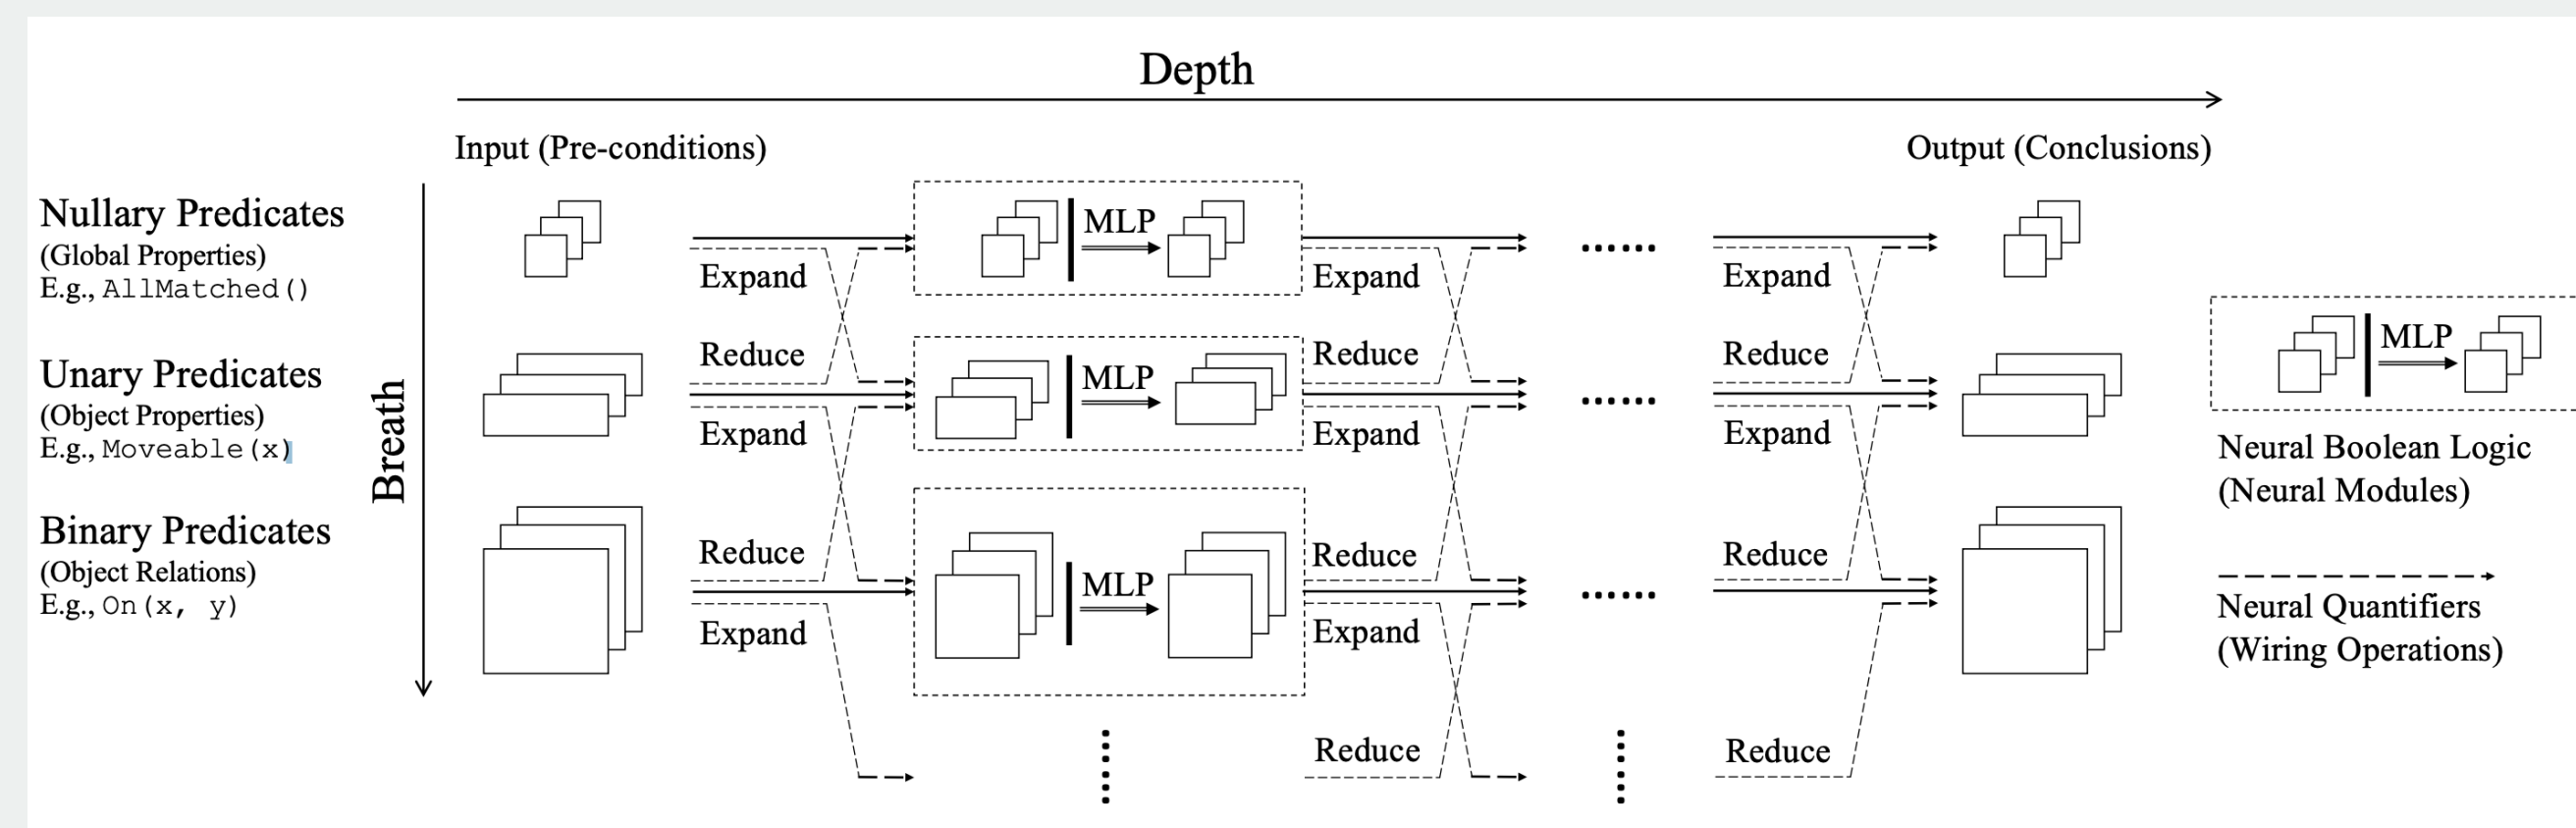 Depth
Input (Pre-conditions)
Output (Conclusions)
Breath
Nullary Predicates
(Global Properties)
E.g., AllMatched()
Unary Predicates
(Object Properties)
E.g., Moveable(x)
Binary Predicates
(Object Relations)
E.g., On(x, y)
Expand
Reduce
Expand
Reduce
Expand
MLP
MLP
MLP
Expand
Reduce
Expand
Reduce
Expand
Reduce
......
......
......
Expand
Reduce
Expand
Reduce
Reduce
MLP
Neural Boolean Logic
(Neural Modules)
Neural Quantifiers
(Wiring Operations)